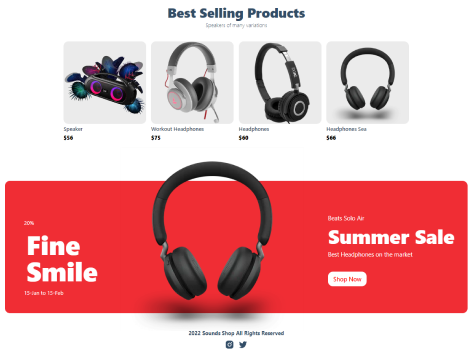 Best Selling Products
Speakers of many variations
Speaker
$56
Workout Headphones
$75
Headphones
$60
Headphones Sea
$66
20%
Fine
Smile
15-Jan to 15-Feb
Beats Solo Air
Summer Sale
Best Headphones on the market
Shop Now
2022 Sounds Shop All Rights Reserved